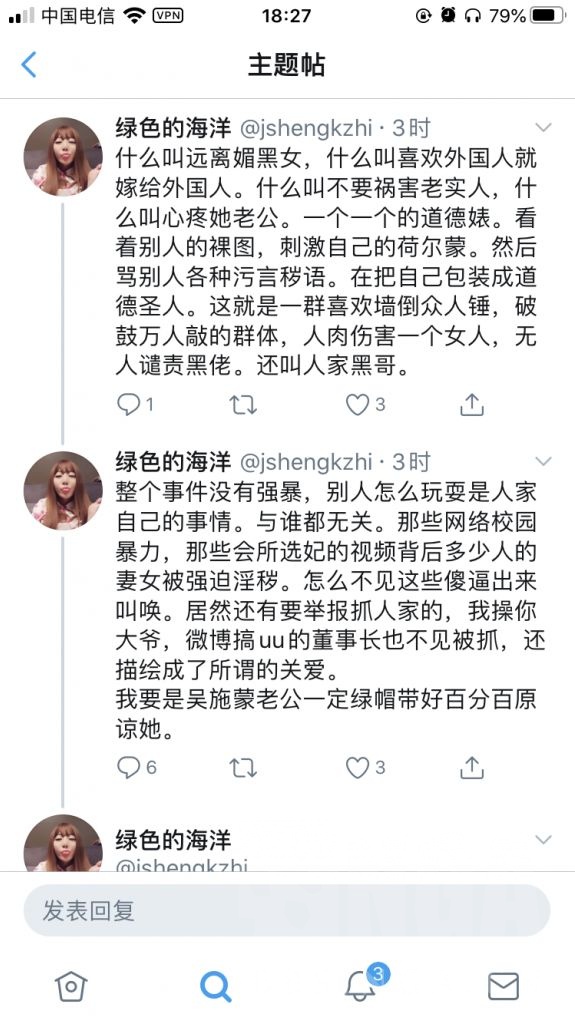 中国电信 VPN 18:27 79%
主题帖
绿色的海洋 @jshengkzhi · 3时
什么叫远离媚黑女，什么叫喜欢外国人就
嫁给外国人。什么叫不要祸害老实人，什
么叫心疼她老公。一个一个的道德婊。看
着别人的裸图，刺激自己的荷尔蒙。然后
骂别人各种污言秽语。在把自己包装成道
德圣人。这就是一群喜欢墙倒众人锤，破
鼓万人敲的群体，人肉伤害一个女人，无
人谴责黑佬。还叫人家黑哥。
1 3
绿色的海洋 @jshengkzhi · 3时
整个事件没有强暴，别人怎么玩耍是人家
自己的事情。与谁都无关。那些网络校园
暴力，那些会所选妃的视频背后多少人的
妻女被强迫淫秽。怎么不见这些傻逼出来
叫唤。居然还有要举报抓人家的，我操你
大爷，微博搞uu的董事长也不见被抓，还
描绘成了所谓的关爱。
我要是吴施蒙老公一定绿帽带好百分百原
谅她。
6 3
绿色的海洋
@jshengkzhi
发表回复
3